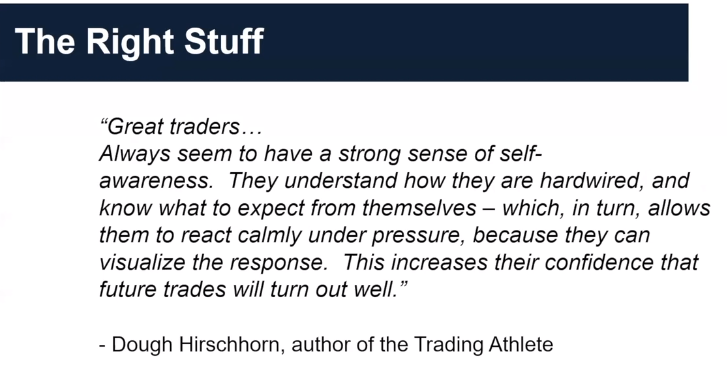 The Right Stuff
“Great traders…
Always seem to have a strong sense of self-
awareness.  They understand how they are hardwired, and
know what to expect from themselves – which, in turn, allows
them to react calmly under pressure, because they can
visualize the response.  This increases their confidence that
future trades will turn out well.”
- Dough Hirschhorn, author of the Trading Athlete